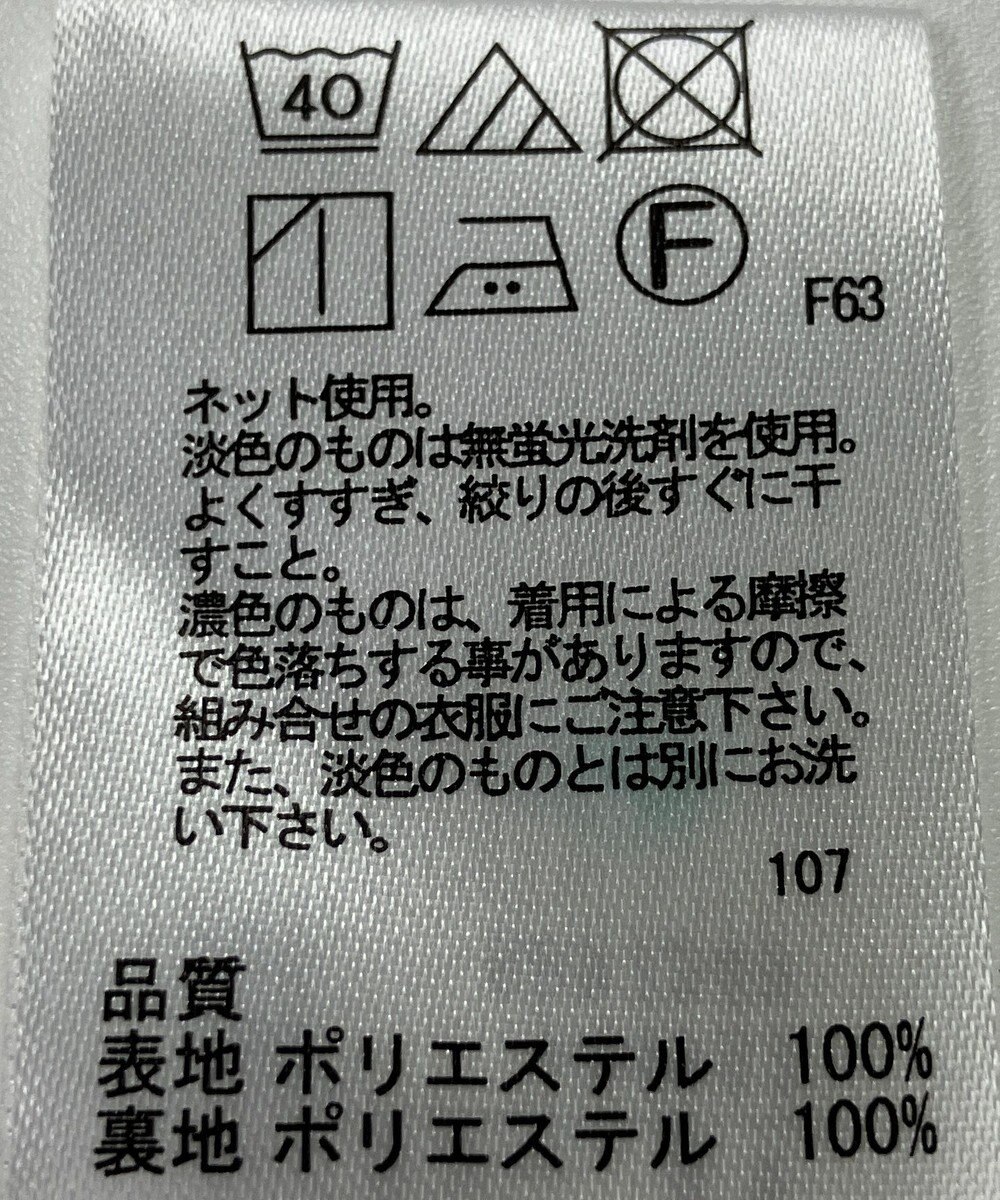 40
F
F63
ネット使用。
淡色のものは無蛍光洗剤を使用。
よくすすぎ、絞りの後すぐに干
すこと。
濃色のものは、着用による摩擦
で色落ちする事がありますので、
組み合せの衣服にご注意下さい。
また、淡色のものとは別にお洗
い下さい。
107
品質
表地 ポリエステル 100%
裏地 ポリエステル 100%